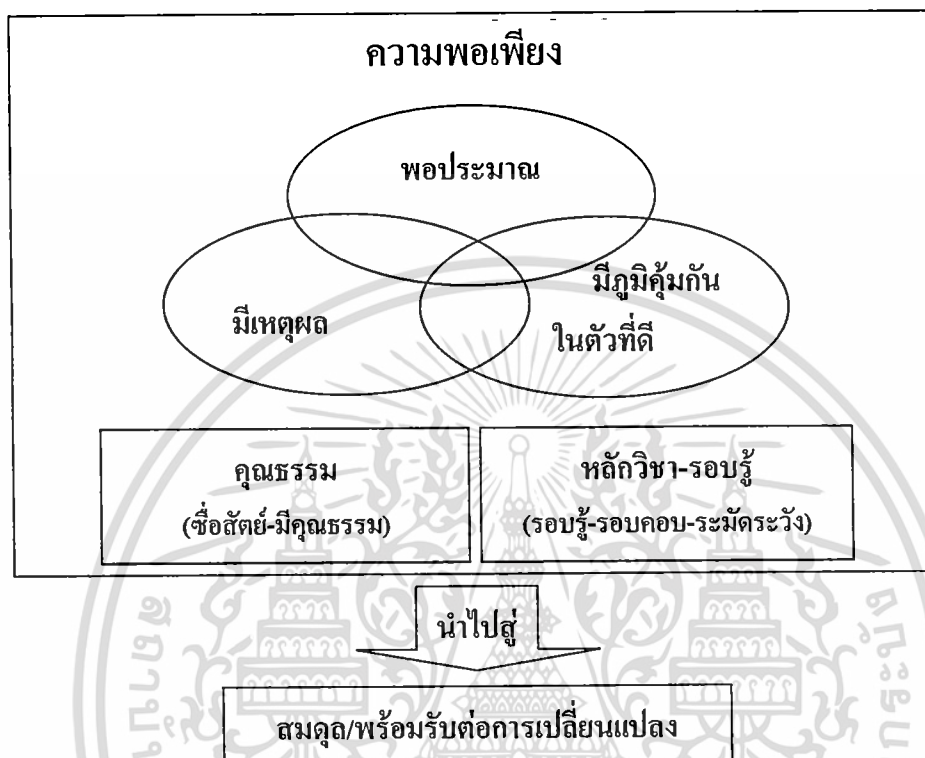 ความพอเพียง
พอประมาณ
มีเหตุผล
มีภูมิคุ้มกัน
ในตัวที่ดี
คุณธรรม
(ซื่อสัตย์-มีคุณธรรม)
หลักวิชา-รอบรู้
(รอบรู้-รอบคอบ-ระมัดระวัง)
นำไปสู่
สมดุล/พร้อมรับต่อการเปลี่ยนแปลง